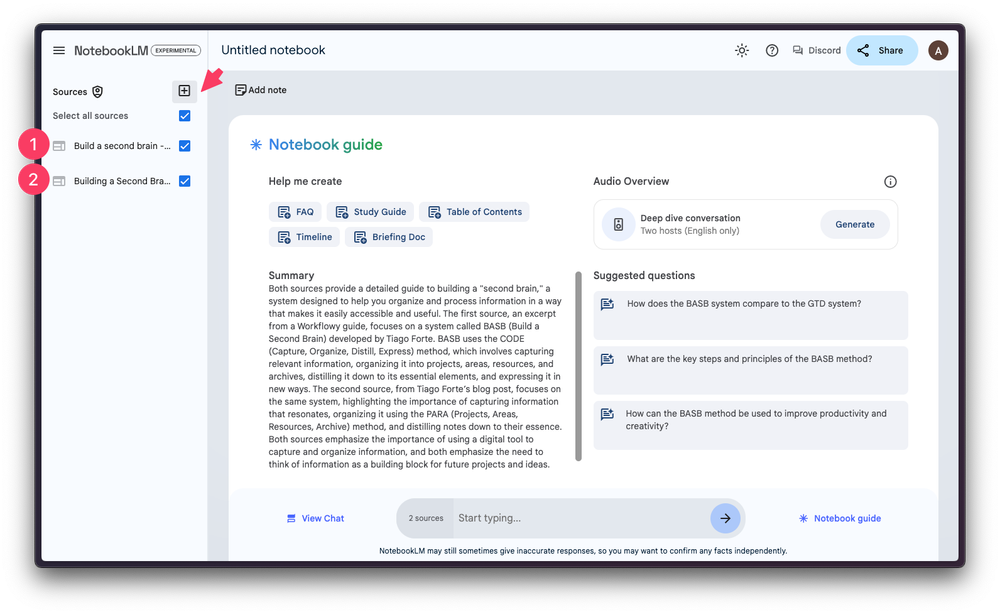 NotebookLM EXPERIMENTAL
Untitled notebook
Discord
Share
A
Sources
Select all sources
1
Build a second brain -...
2
Building a Second Bra...
Add note
Notebook guide
Help me create
FAQ
Study Guide
Table of Contents
Timeline
Briefing Doc
Summary
Both sources provide a detailed guide to building a "second brain," a
system designed to help you organize and process information in a way
that makes it easily accessible and useful. The first source, an excerpt
from a Workflowy guide, focuses on a system called BASB (Build a
Second Brain) developed by Tiago Forte. BASB uses the CODE
(Capture, Organize, Distill, Express) method, which involves capturing
relevant information, organizing it into projects, areas, resources, and
archives, distilling it down to its essential elements, and expressing it in
new ways. The second source, from Tiago Forte's blog post, focuses on
the same system, highlighting the importance of capturing information
that resonates, organizing it using the PARA (Projects, Areas,
Resources, Archive) method, and distilling notes down to their essence.
Both sources emphasize the importance of using a digital tool to
capture and organize information, and both emphasize the need to
think of information as a building block for future projects and ideas.
Audio Overview
Deep dive conversation
Two hosts (English only)
Generate
Suggested questions
How does the BASB system compare to the GTD system?
What are the key steps and principles of the BASB method?
How can the BASB method be used to improve productivity and
creativity?
View Chat
2 sources
Start typing...
Notebook guide
NotebookLM may still sometimes give inaccurate responses, so you may want to confirm any facts independently.